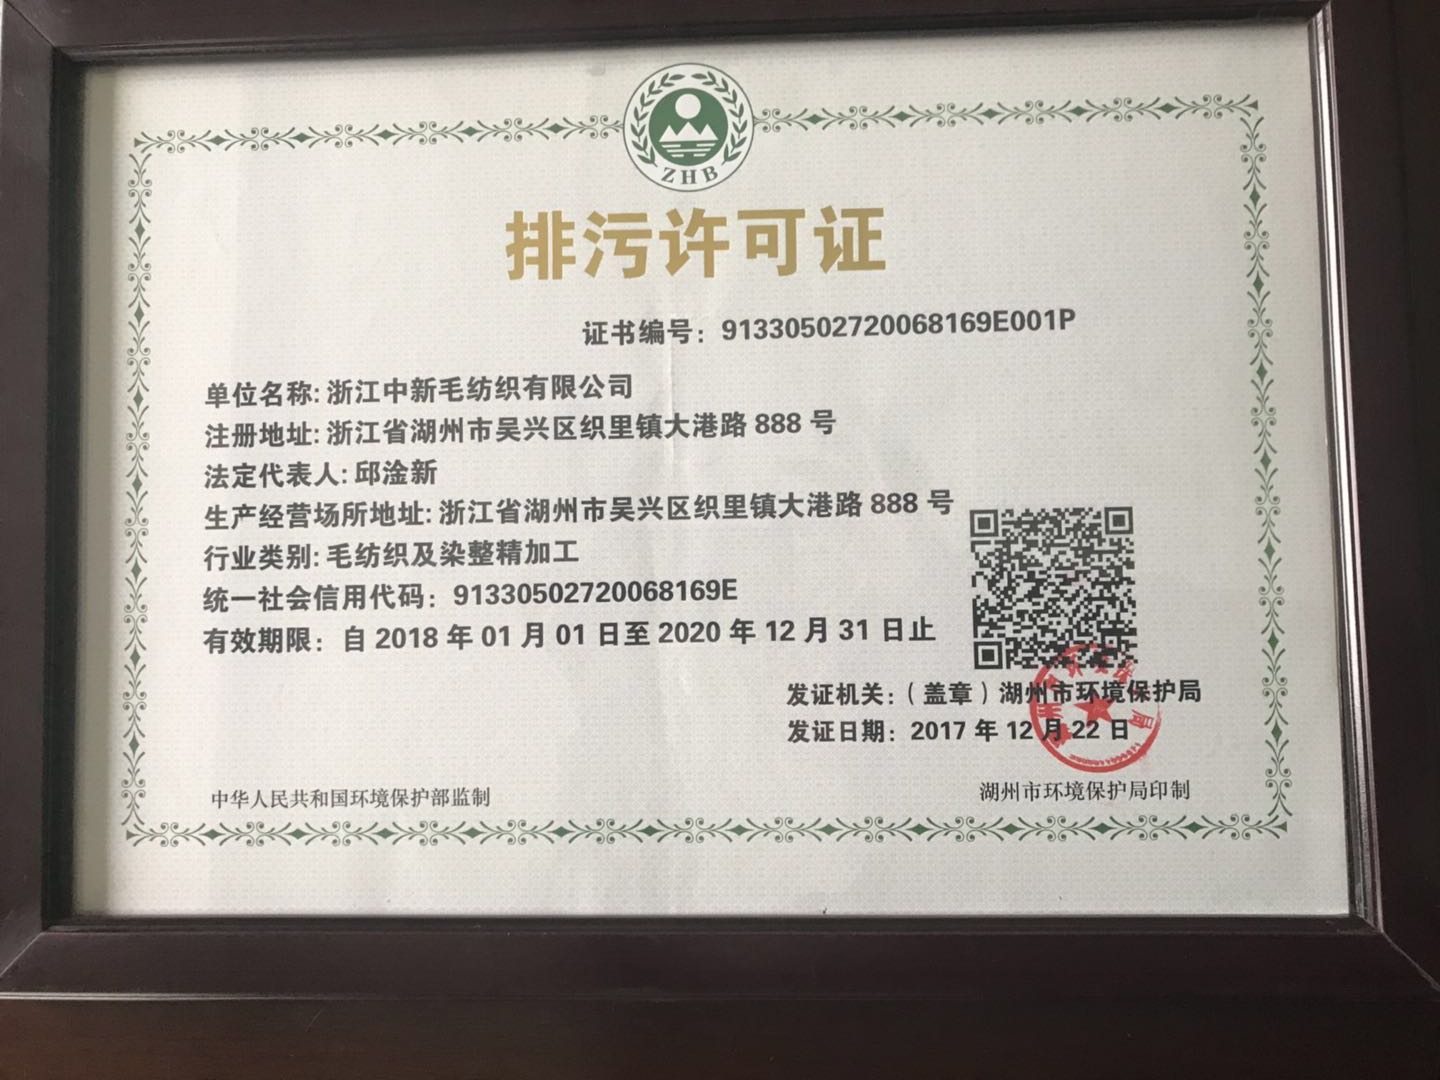 ZHB
排污许可证
证书编号：91330502720068169E001P
单位名称: 浙江中新毛纺织有限公司
注册地址: 浙江省湖州市吴兴区织里镇大港路 888 号
法定代表人: 邱淦新
生产经营场所地址: 浙江省湖州市吴兴区织里镇大港路 888 号
行业类别: 毛纺织及染整精加工
统一社会信用代码：91330502720068169E
有效期限：自 2018 年 01 月 01 日至 2020 年 12 月 31 日止
发证机关：（盖章）湖州市环境保护局
发证日期：2017 年 12 月 22 日
中华人民共和国环境保护部监制
湖州市环境保护局印制